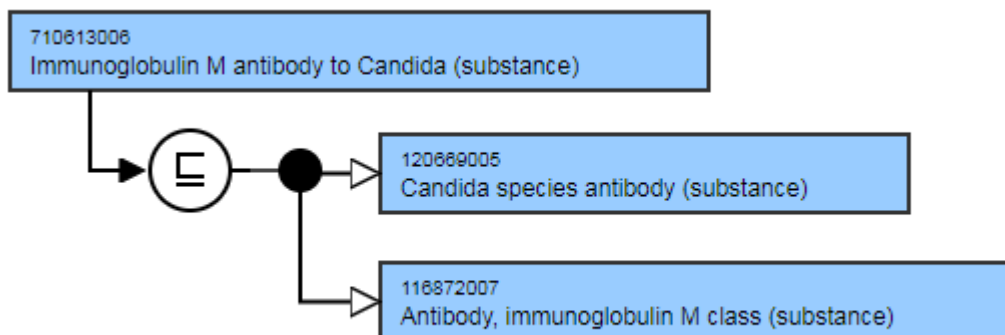 710613006
Immunoglobulin M antibody to Candida (substance)
⊑
120669005
Candida species antibody (substance)
116872007
Antibody, immunoglobulin M class (substance)